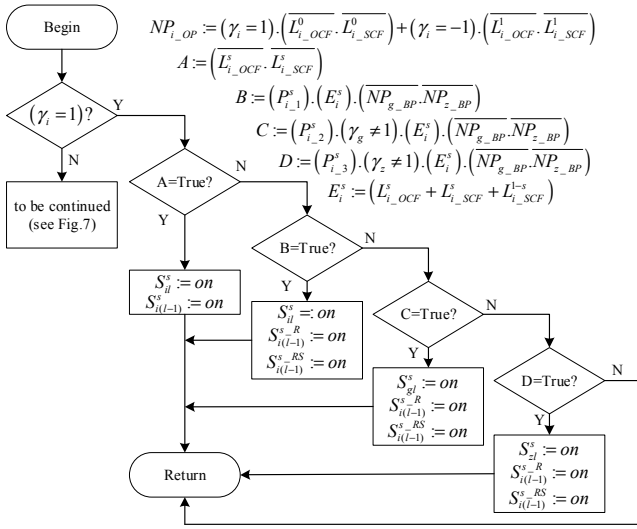 Begin
NP_{i_OP} := (γ_i = 1).(\overline{\overline{L^0_{i_OCF}}.\overline{L^0_{i_SCF}}}) + (γ_i = -1).(\overline{\overline{L^1_{i_OCF}}.\overline{L^1_{i_SCF}}})
A := (\overline{L^s_{i_OCF}}.\overline{L^s_{i_SCF}})
B := (P^s_{i_1}).(E^s_i).(\overline{NP_{g_BP}}.\overline{NP_{z_BP}})
C := (P^s_{i_2}).(γ_g ≠ 1).(E^s_i).(\overline{NP_{g_BP}}.\overline{NP_{z_BP}})
D := (P^s_{i_3}).(γ_z ≠ 1).(E^s_i).(\overline{NP_{g_BP}}.\overline{NP_{z_BP}})
E^s_i := (L^s_{i_OCF} + L^s_{i_SCF} + L^{1-s}_{i_SCF})
(γ_i = 1)?
Y
N
to be continued
(see Fig.7)
A=True?
N
Y
S^s_{il} := on
S^s_{i(l-1)} := on
B=True?
N
Y
S^s_{il} =: on
S^{s_R}_{i(l-1)} := on
S^{s_RS}_{i(l-1)} := on
C=True?
N
Y
S^s_{gl} := on
S^{s_R}_{i(l-1)} := on
S^{s_RS}_{i(l-1)} := on
D=True?
N
Y
S^s_{zl} := on
S^{s_R}_{i(l-1)} := on
S^{s_RS}_{i(l-1)} := on
Return